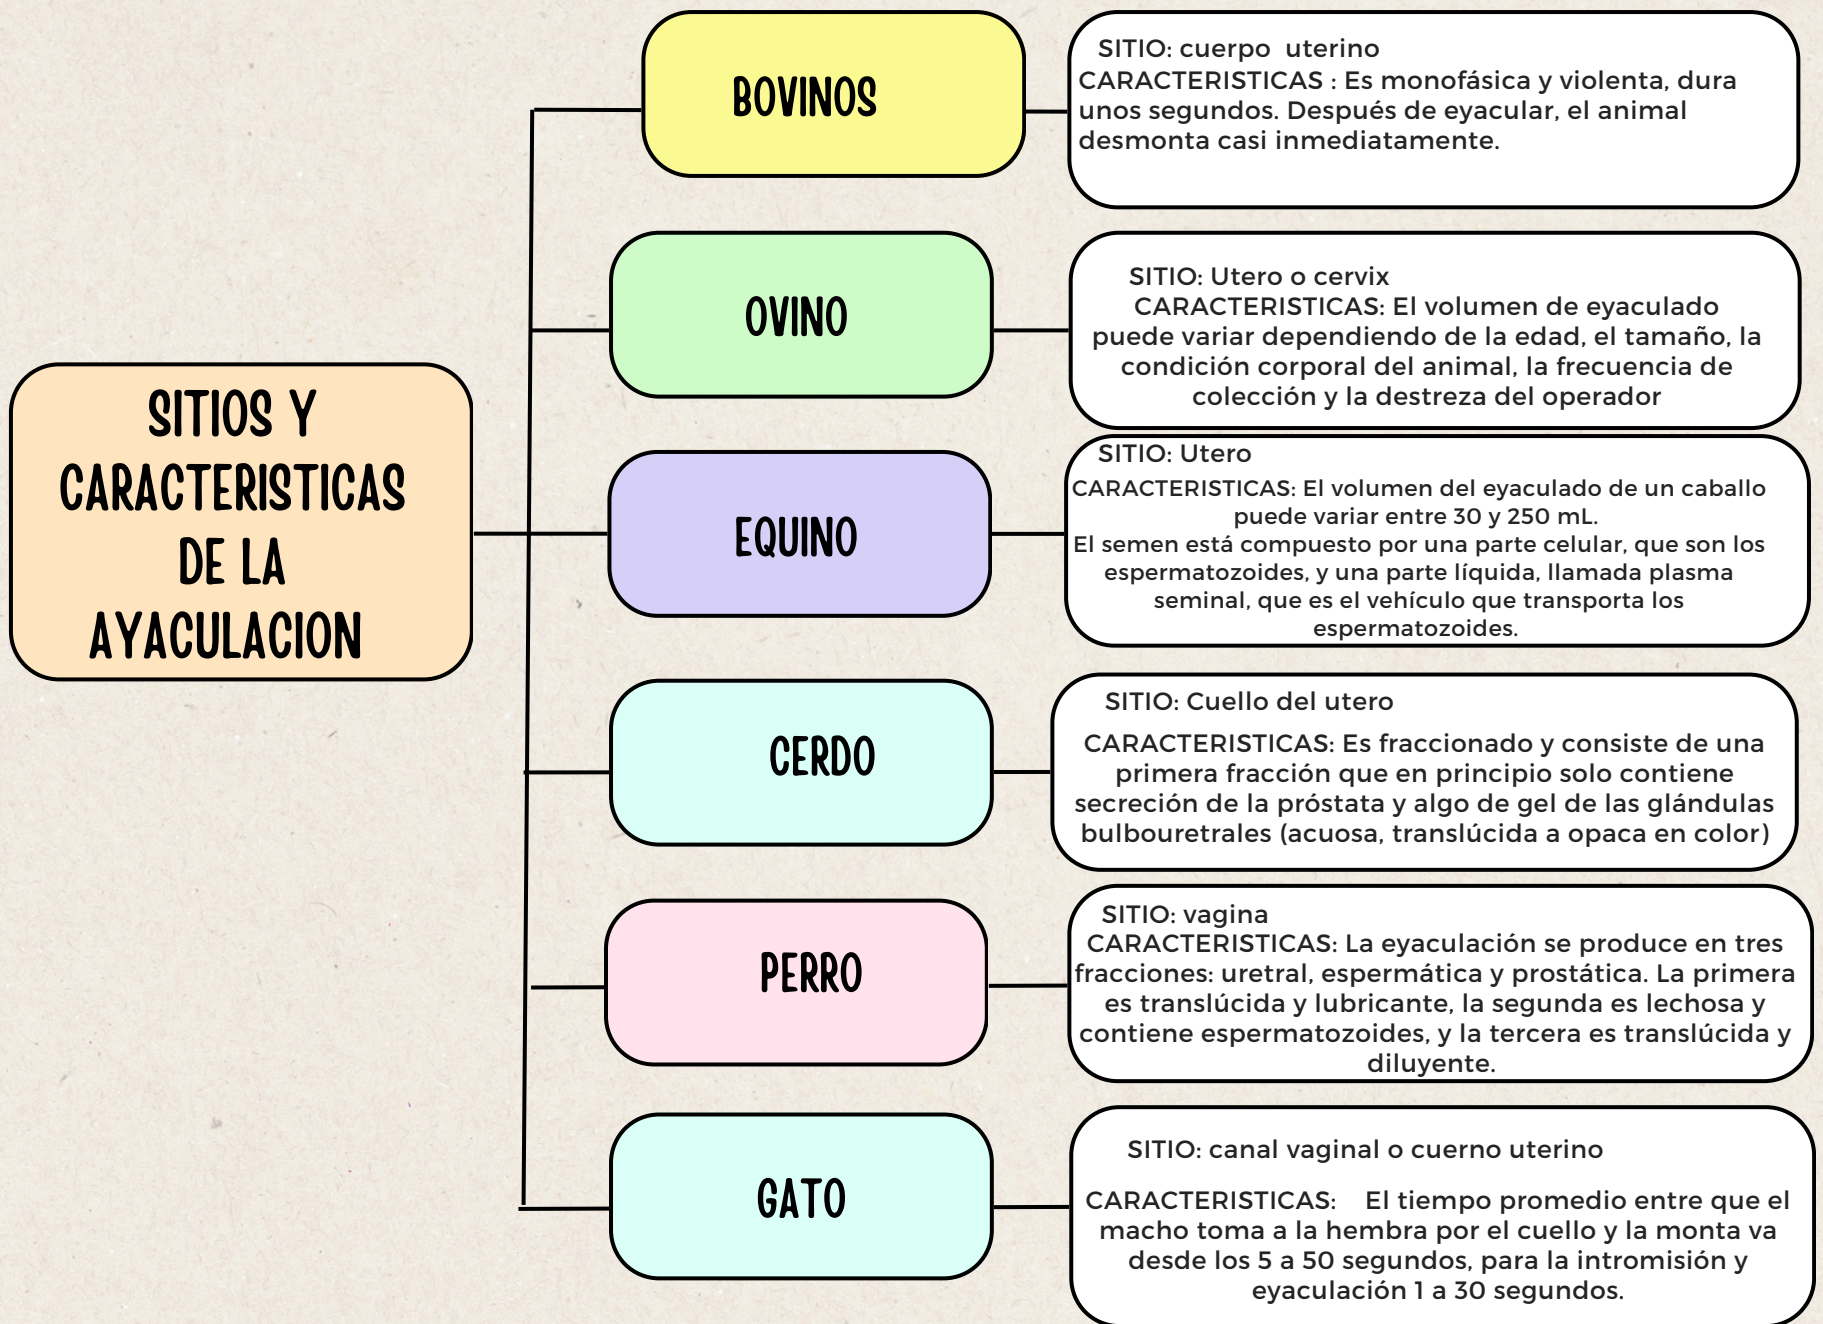 SITIOS Y
CARACTERISTICAS
DE LA
AYACULACION
BOVINOS
SITIO: cuerpo uterino
CARACTERISTICAS : Es monofásica y violenta, dura
unos segundos. Después de eyacular, el animal
desmonta casi inmediatamente.
OVINO
SITIO: Utero o cervix
CARACTERISTICAS: El volumen de eyaculado
puede variar dependiendo de la edad, el tamaño, la
condición corporal del animal, la frecuencia de
colección y la destreza del operador
EQUINO
SITIO: Utero
CARACTERISTICAS: El volumen del eyaculado de un caballo
puede variar entre 30 y 250 mL.
El semen está compuesto por una parte celular, que son los
espermatozoides, y una parte líquida, llamada plasma
seminal, que es el vehículo que transporta los
espermatozoides.
CERDO
SITIO: Cuello del utero
CARACTERISTICAS: Es fraccionado y consiste de una
primera fracción que en principio solo contiene
secreción de la próstata y algo de gel de las glándulas
bulbouretrales (acuosa, translúcida a opaca en color)
PERRO
SITIO: vagina
CARACTERISTICAS: La eyaculación se produce en tres
fracciones: uretral, espermática y prostática. La primera
es translúcida y lubricante, la segunda es lechosa y
contiene espermatozoides, y la tercera es translúcida y
diluyente.
GATO
SITIO: canal vaginal o cuerno uterino
CARACTERISTICAS: El tiempo promedio entre que el
macho toma a la hembra por el cuello y la monta va
desde los 5 a 50 segundos, para la intromisión y
eyaculación 1 a 30 segundos.